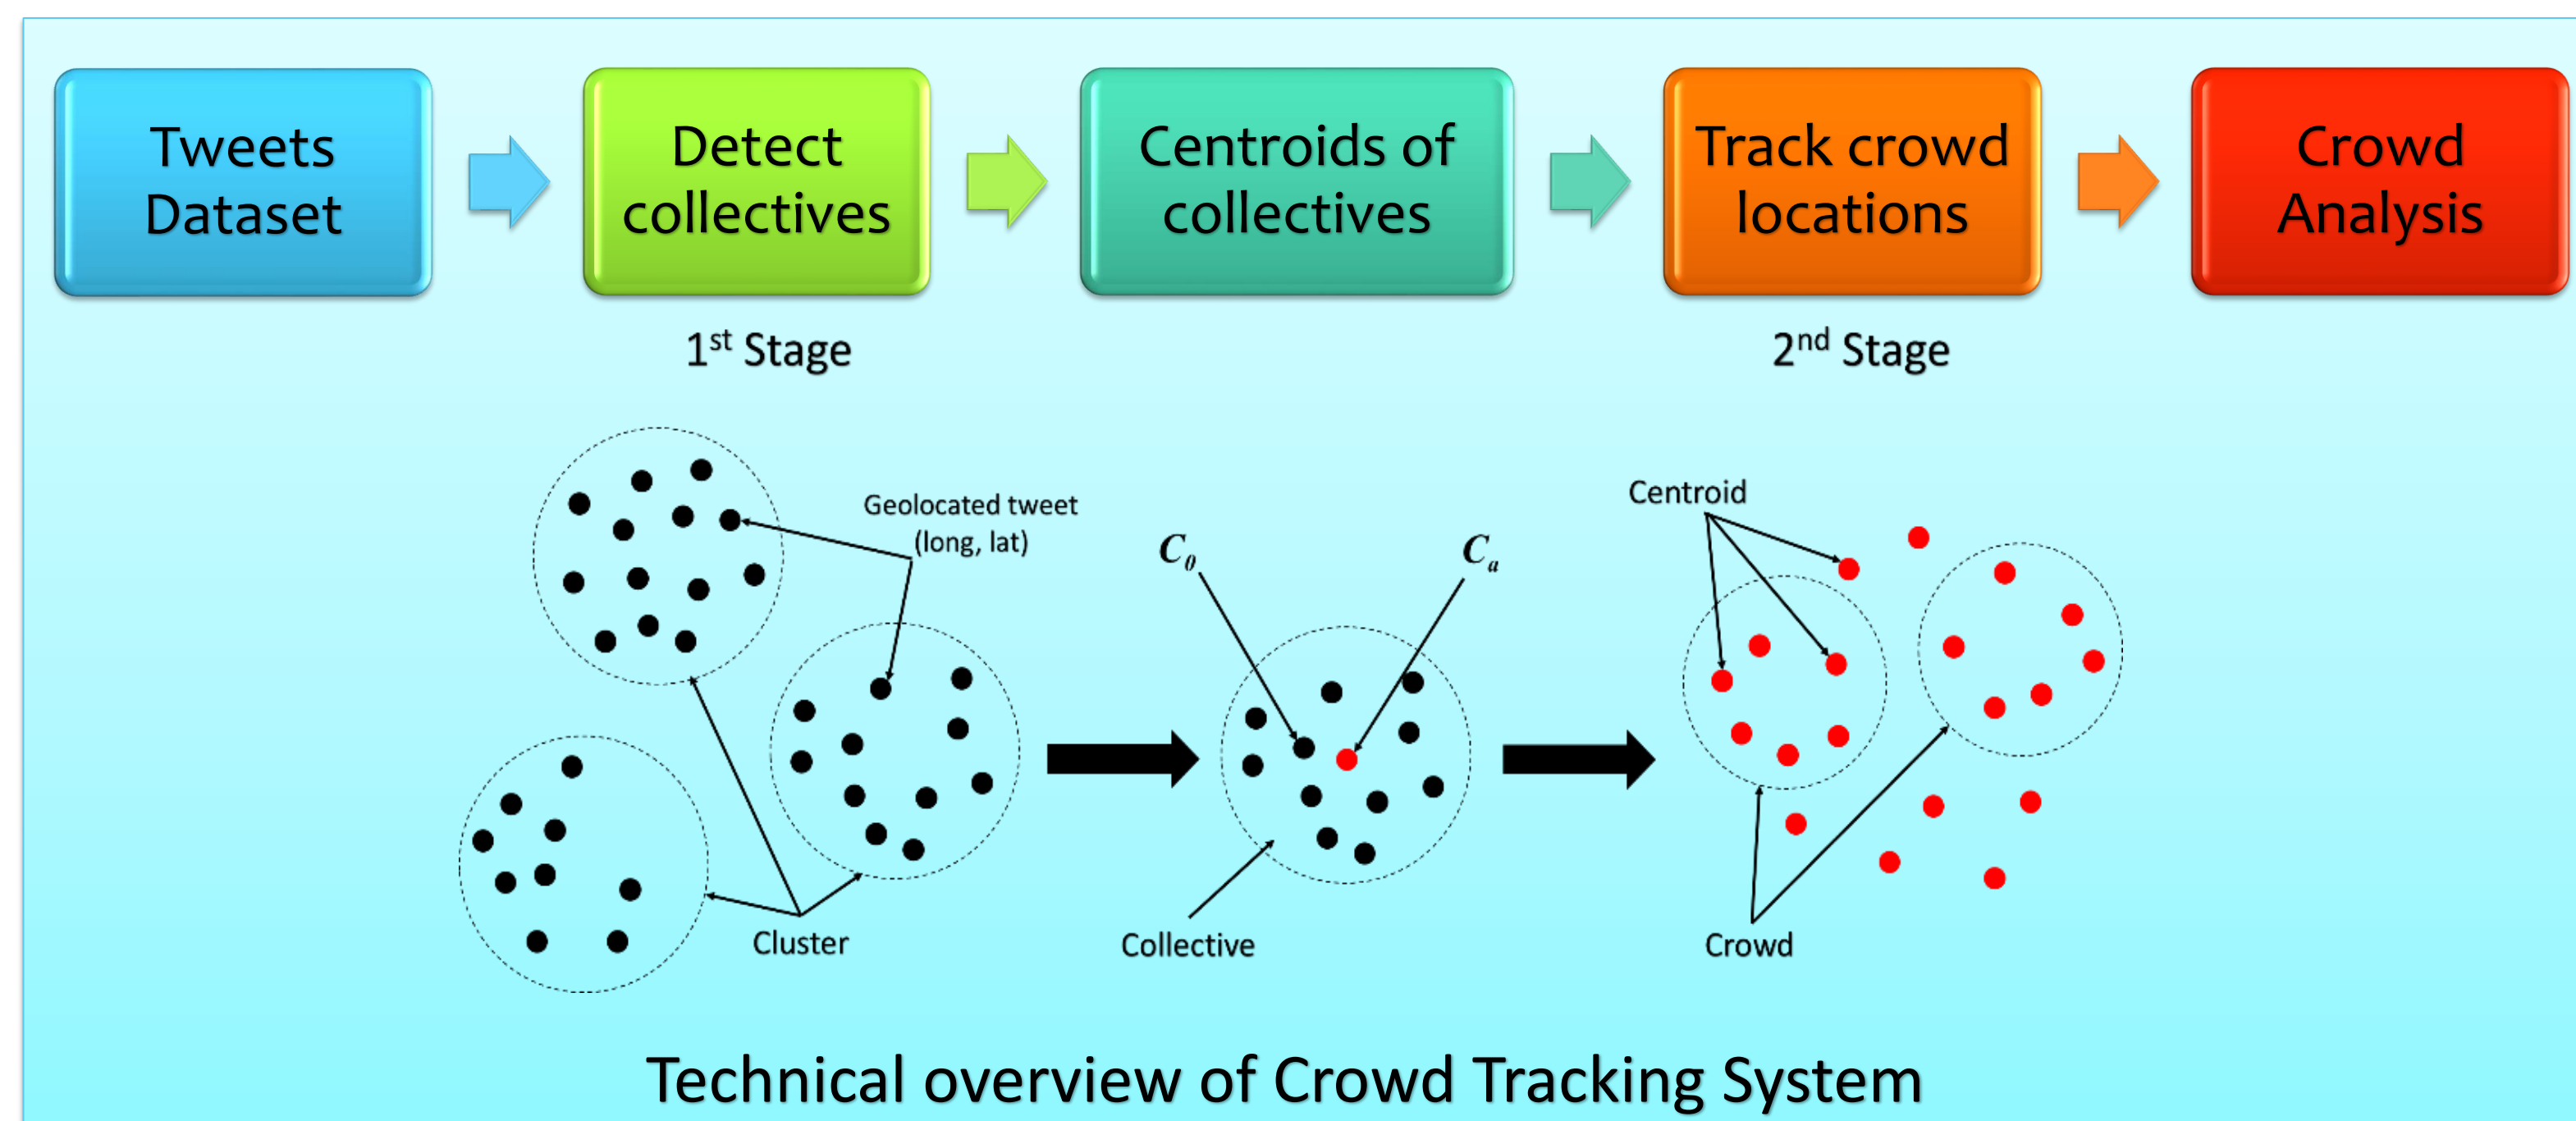 Tweets
Dataset
Detect
collectives
Centroids of
collectives
Track crowd
locations
Crowd
Analysis
1st Stage
2nd Stage
Geolocated tweet
(long, lat)
C0
Ca
Centroid
Cluster
Collective
Crowd
Technical overview of Crowd Tracking System